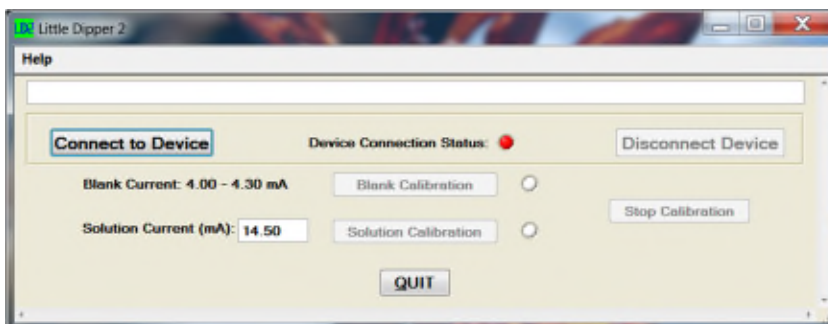 LD2 Little Dipper 2
Help
Connect to Device Device Connection Status: Disconnect Device
Blank Current: 4.00 - 4.30 mA Blank Calibration
Stop Calibration
Solution Current (mA): 14.50 Solution Calibration
QUIT